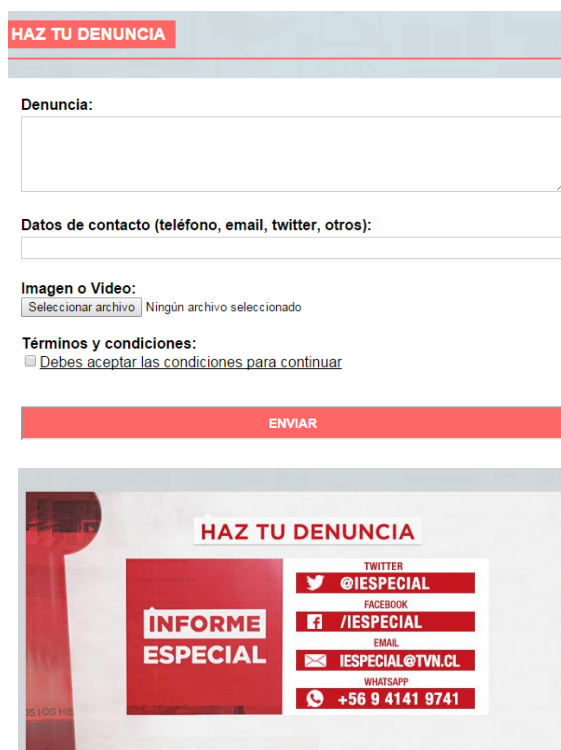 HAZ TU DENUNCIA
Denuncia:
Datos de contacto (teléfono, email, twitter, otros):
Imagen o Video:
Seleccionar archivo Ningún archivo seleccionado
Términos y condiciones:
Debes aceptar las condiciones para continuar
ENVIAR
HAZ TU DENUNCIA
INFORME
ESPECIAL
TWITTER
@IESPECIAL
FACEBOOK
/IESPECIAL
EMAIL
IESPECIAL@TVN.CL
WHATSAPP
+56 9 4141 9741